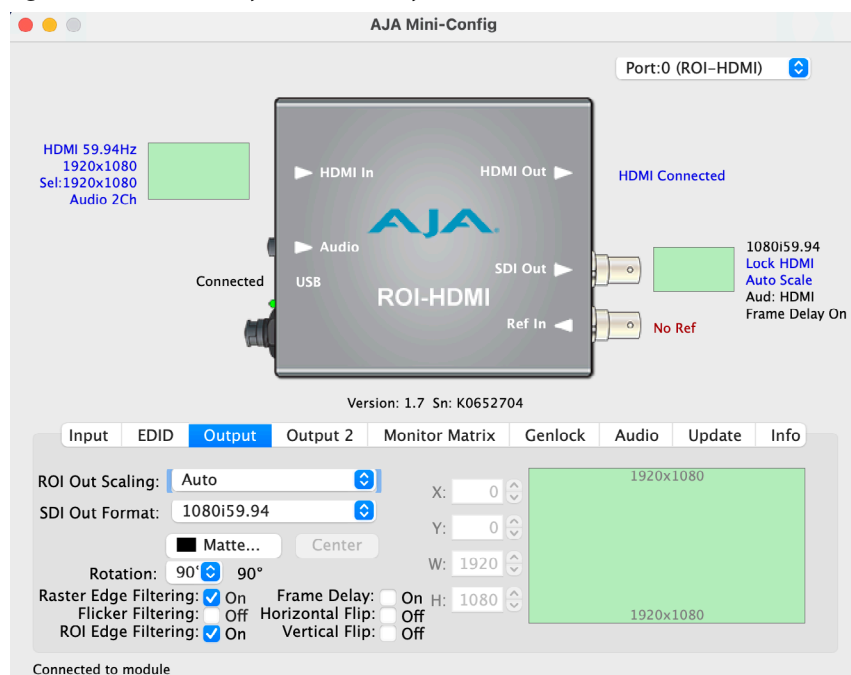 AJA Mini-Config
Port:0 (ROI-HDMI)
HDMI 59.94Hz
1920x1080
Sel:1920x1080
Audio 2Ch
HDMI In
HDMI Out
HDMI Connected
AJA
Audio
Connected
USB
SDI Out
ROI-HDMI
Ref In
No Ref
1080i59.94
Lock HDMI
Auto Scale
Aud: HDMI
Frame Delay On
Version: 1.7 Sn: K0652704
Input EDID Output Output 2 Monitor Matrix Genlock Audio Update Info
ROI Out Scaling: Auto
SDI Out Format: 1080i59.94
Matte... Center
Rotation: 90° 90°
Raster Edge Filtering: On Frame Delay: On
Flicker Filtering: Off Horizontal Flip: Off
ROI Edge Filtering: On Vertical Flip: Off
X: 0
Y: 0
W: 1920
H: 1080
1920x1080
1920x1080
Connected to module